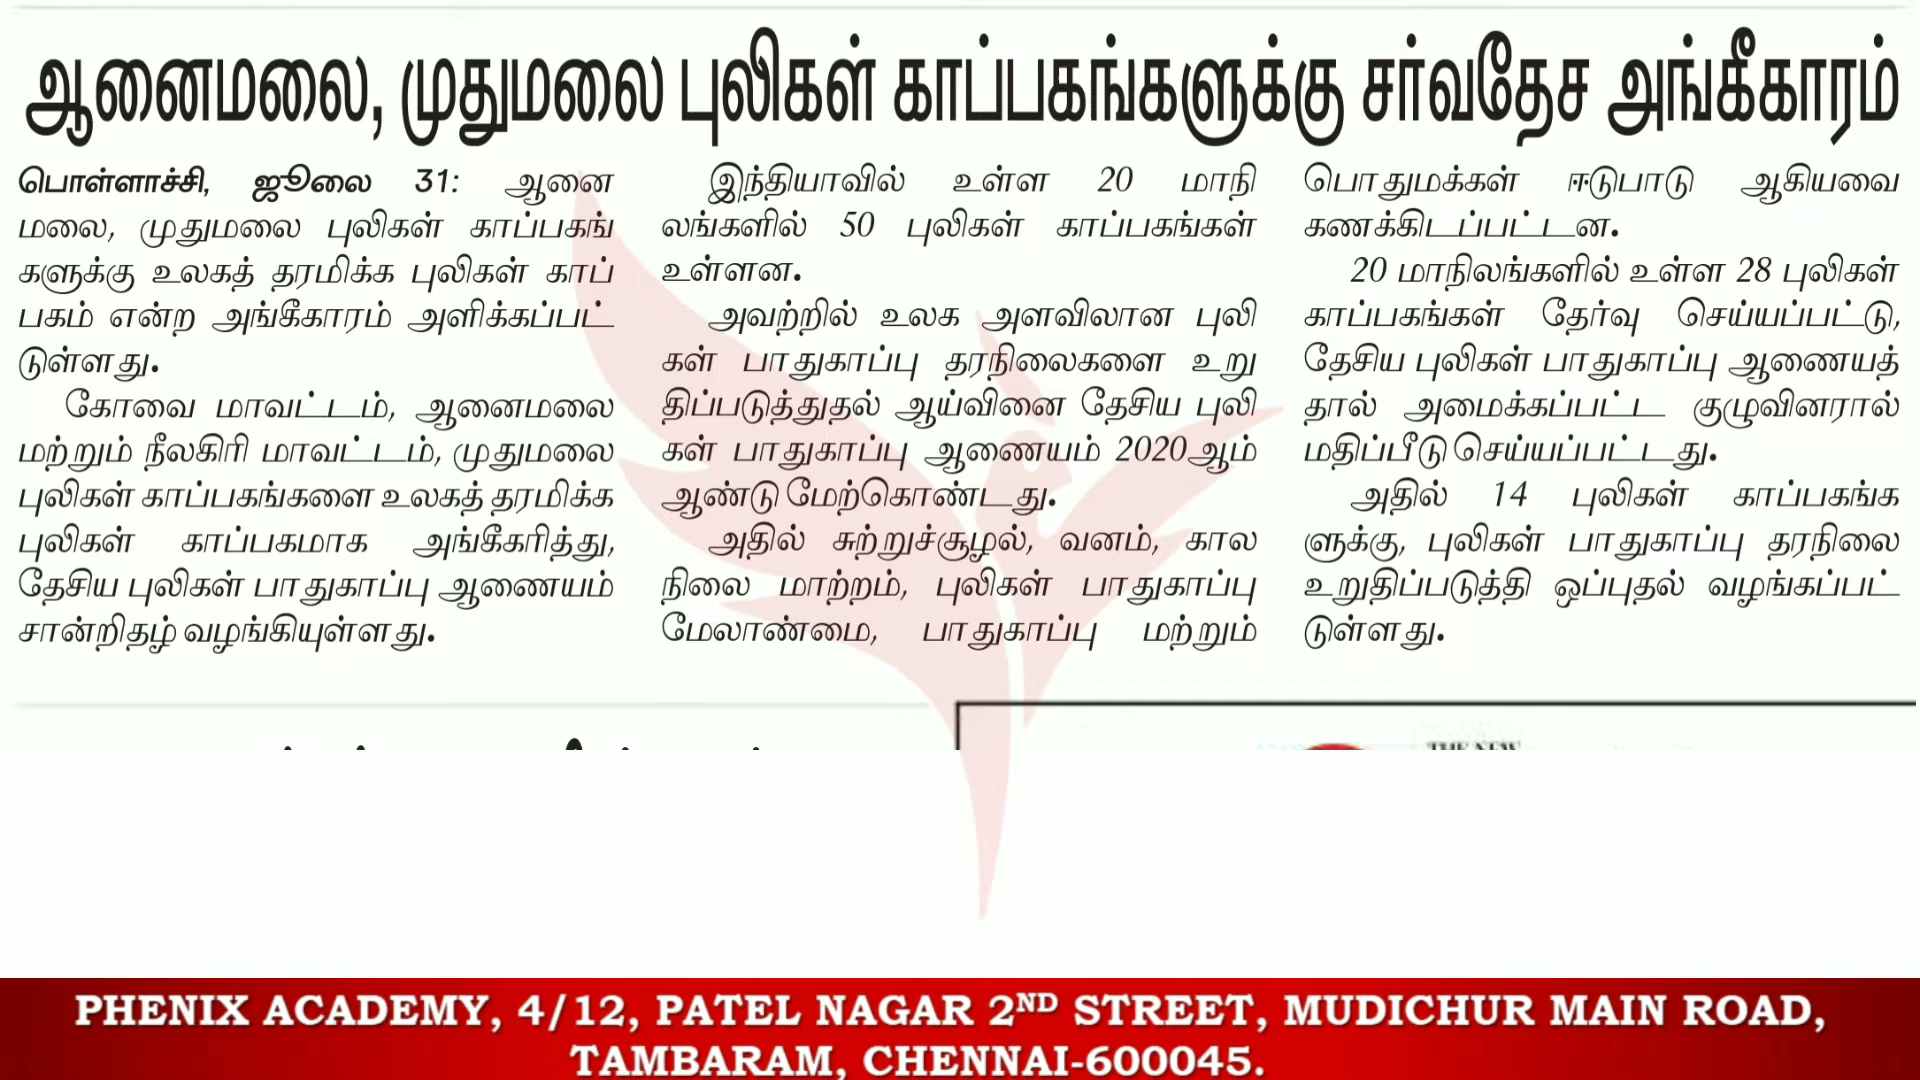 ஆனைமலை, முதுமலை புலிகள் காப்பகங்களுக்கு சர்வதேச அங்கீகாரம்
பொள்ளாச்சி, ஜூலை 31: ஆனை
மலை, முதுமலை புலிகள் காப்பகங்
களுக்கு உலகத் தரமிக்க புலிகள் காப்
பகம் என்ற அங்கீகாரம் அளிக்கப்பட்
டுள்ளது.
கோவை மாவட்டம், ஆனைமலை
மற்றும் நீலகிரி மாவட்டம், முதுமலை
புலிகள் காப்பகங்களை உலகத் தரமிக்க
புலிகள் காப்பகமாக அங்கீகரித்து,
தேசிய புலிகள் பாதுகாப்பு ஆணையம்
சான்றிதழ் வழங்கியுள்ளது.
இந்தியாவில் உள்ள 20 மாநி
லங்களில் 50 புலிகள் காப்பகங்கள்
உள்ளன.
அவற்றில் உலக அளவிலான புலி
கள் பாதுகாப்பு தரநிலைகளை உறு
திப்படுத்துதல் ஆய்வினை தேசிய புலி
கள் பாதுகாப்பு ஆணையம் 2020ஆம்
ஆண்டு மேற்கொண்டது.
அதில் சுற்றுச்சூழல், வனம், கால
நிலை மாற்றம், புலிகள் பாதுகாப்பு
மேலாண்மை, பாதுகாப்பு மற்றும்
பொதுமக்கள் ஈடுபாடு ஆகியவை
கணக்கிடப்பட்டன.
20 மாநிலங்களில் உள்ள 28 புலிகள்
காப்பகங்கள் தேர்வு செய்யப்பட்டு,
தேசிய புலிகள் பாதுகாப்பு ஆணையத்
தால் அமைக்கப்பட்ட குழுவினரால்
மதிப்பீடு செய்யப்பட்டது.
அதில் 14 புலிகள் காப்பகங்க
ளுக்கு, புலிகள் பாதுகாப்பு தரநிலை
உறுதிப்படுத்தி ஒப்புதல் வழங்கப்பட்
டுள்ளது.
THE NEW
PHENIX ACADEMY, 4/12, PATEL NAGAR 2ND STREET, MUDICHUR MAIN ROAD,
TAMBARAM, CHENNAI-600045.